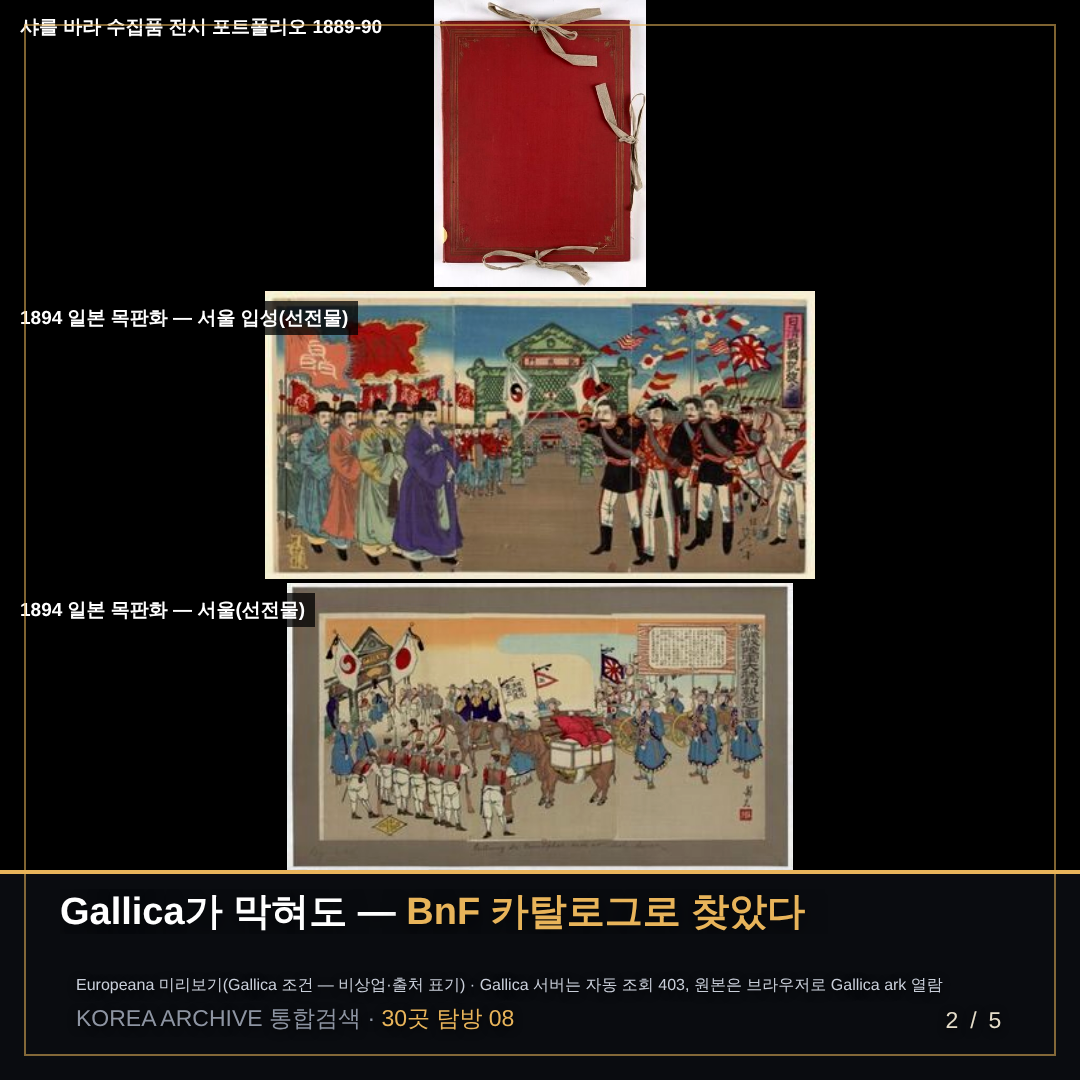 샤를 바라 수집품 전시 포트폴리오 1889-90
1894 일본 목판화 — 서울 입성(선전물)
1894 일본 목판화 — 서울(선전물)
Gallica가 막혀도 — BnF 카탈로그로 찾았다
Europeana 미리보기(Gallica 조건 — 비상업·출처 표기) · Gallica 서버는 자동 조회 403, 원본은 브라우저로 Gallica ark 열람
KOREA ARCHIVE 통합검색 · 30곳 탐방 08
2 / 5